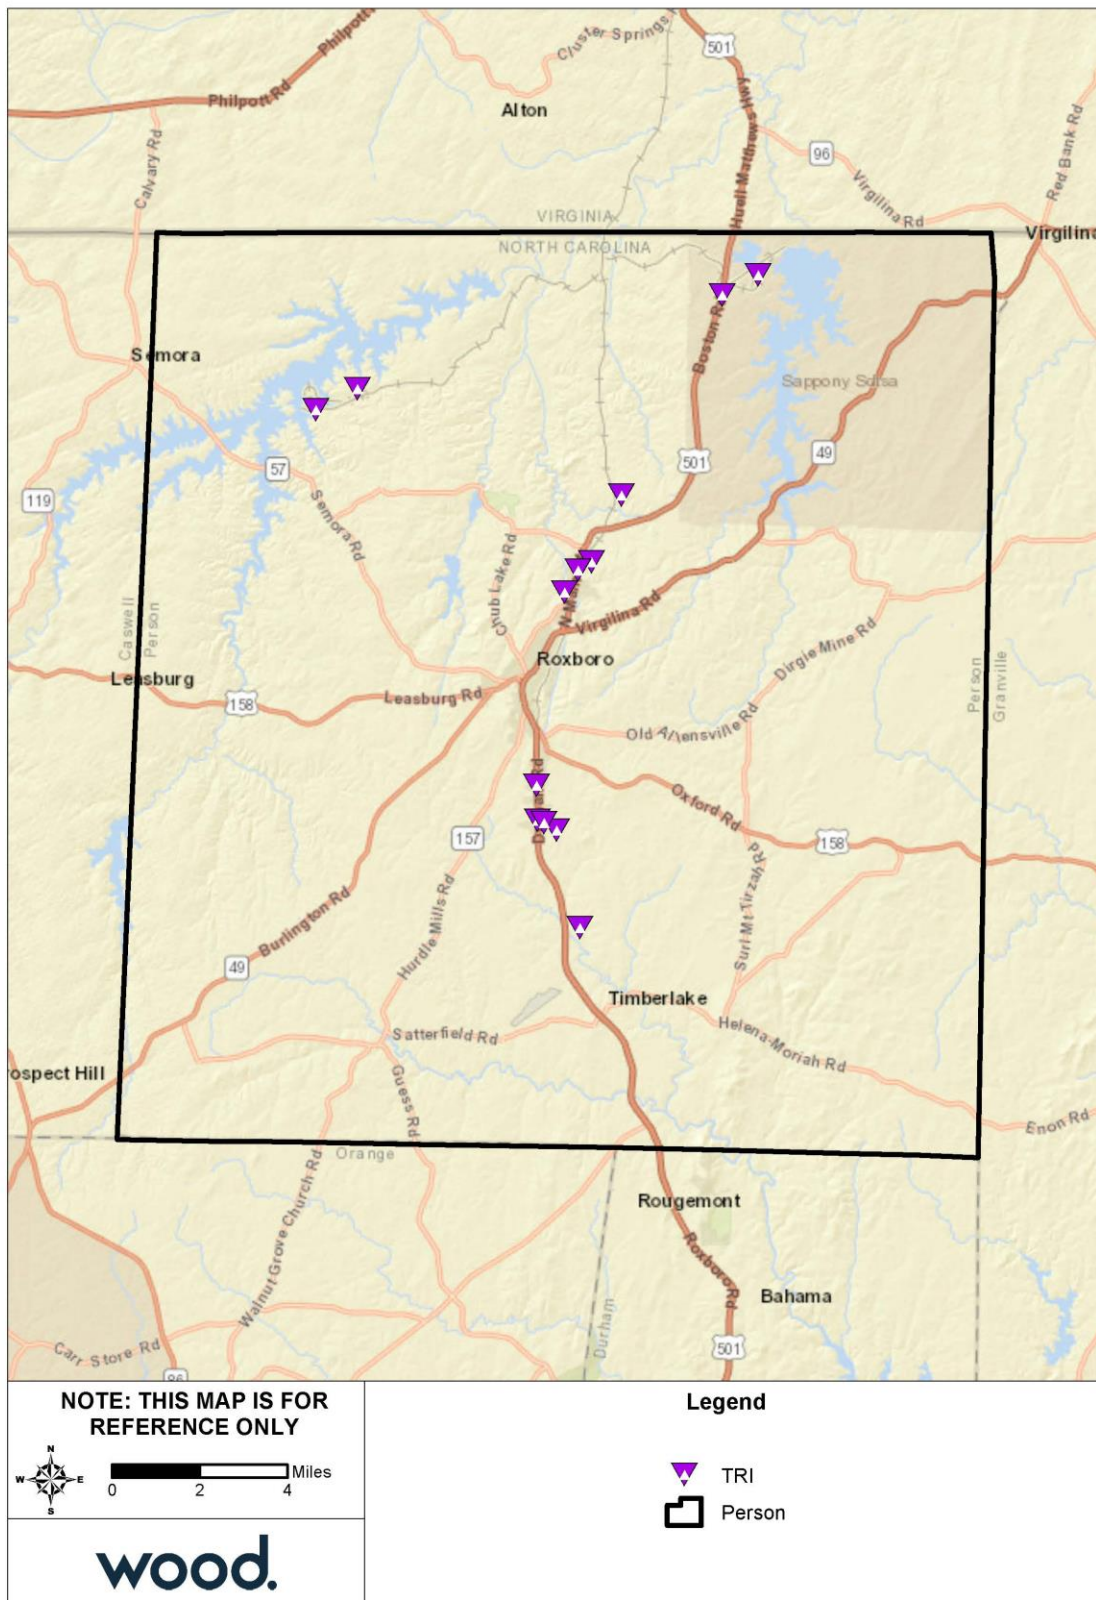 Philpott Rd
Philpott
Cluster Springs
501
Alton
Calvary Rd
Huell Matthews Hwy
96
Virgilina Rd
Red Bank Rd
VIRGINIA
NORTH CAROLINA
Virgilina
Semora
Boston Rd
Sappony Sdtsa
501
49
57
119
Semora Rd
Chub Lake Rd
Virgilina Rd
Dirgie Mine Rd
Caswell
Person
Roxboro
Leasburg
158
Leasburg Rd
Person
Granville
Old Allensville Rd
Oxford Rd
157
158
Surl Mt Tirzah Rd
Burlington Rd
Hurdle Mills Rd
49
Timberlake
Satterfield Rd
Helena-Moriah Rd
rospect Hill
Guess Rd
Enon Rd
Orange
Walnut Grove Church Rd
Rougemont
Roxboro Rd
Bahama
Durham
Carr Store Rd
501
86
NOTE: THIS MAP IS FOR
REFERENCE ONLY
N
W E
S
Miles
0 2 4
wood.
Legend
TRI
Person